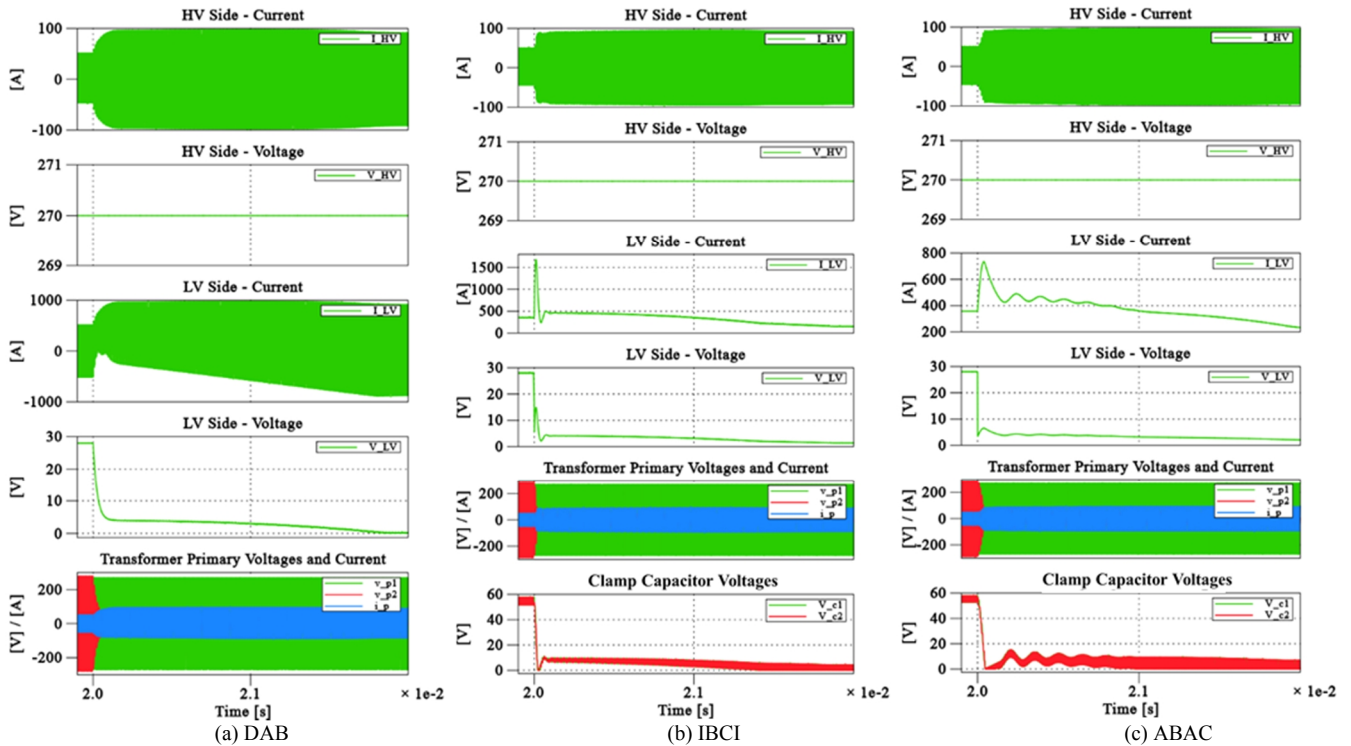 HV Side - Current
100
I_HV
[A]
0
-100
HV Side - Voltage
271
V_HV
[V]
270
269
LV Side - Current
1000
I_LV
[A]
0
-1000
LV Side - Voltage
30
V_LV
20
[V]
10
0
Transformer Primary Voltages and Current
200
v_p1
v_p2
i_p
[V] / [A]
0
-200
2.0
2.1
× 1e-2
Time [s]
(a) DAB
HV Side - Current
100
I_HV
[A]
0
-100
HV Side - Voltage
271
V_HV
[V]
270
269
LV Side - Current
1500
I_LV
1000
[A]
500
0
LV Side - Voltage
30
V_LV
20
[V]
10
0
Transformer Primary Voltages and Current
200
v_p1
v_p2
i_p
[V] / [A]
0
-200
Clamp Capacitor Voltages
60
V_c1
V_c2
40
[V]
20
0
2.0
2.1
× 1e-2
Time [s]
(b) IBCI
HV Side - Current
100
I_HV
[A]
0
-100
HV Side - Voltage
271
V_HV
[V]
270
269
LV Side - Current
800
I_LV
600
[A]
400
200
LV Side - Voltage
30
V_LV
20
[V]
10
0
Transformer Primary Voltages and Current
200
v_p1
v_p2
i_p
[V] / [A]
0
-200
Clamp Capacitor Voltages
60
V_c1
V_c2
40
[V]
20
0
2.0
2.1
× 1e-2
Time [s]
(c) ABAC